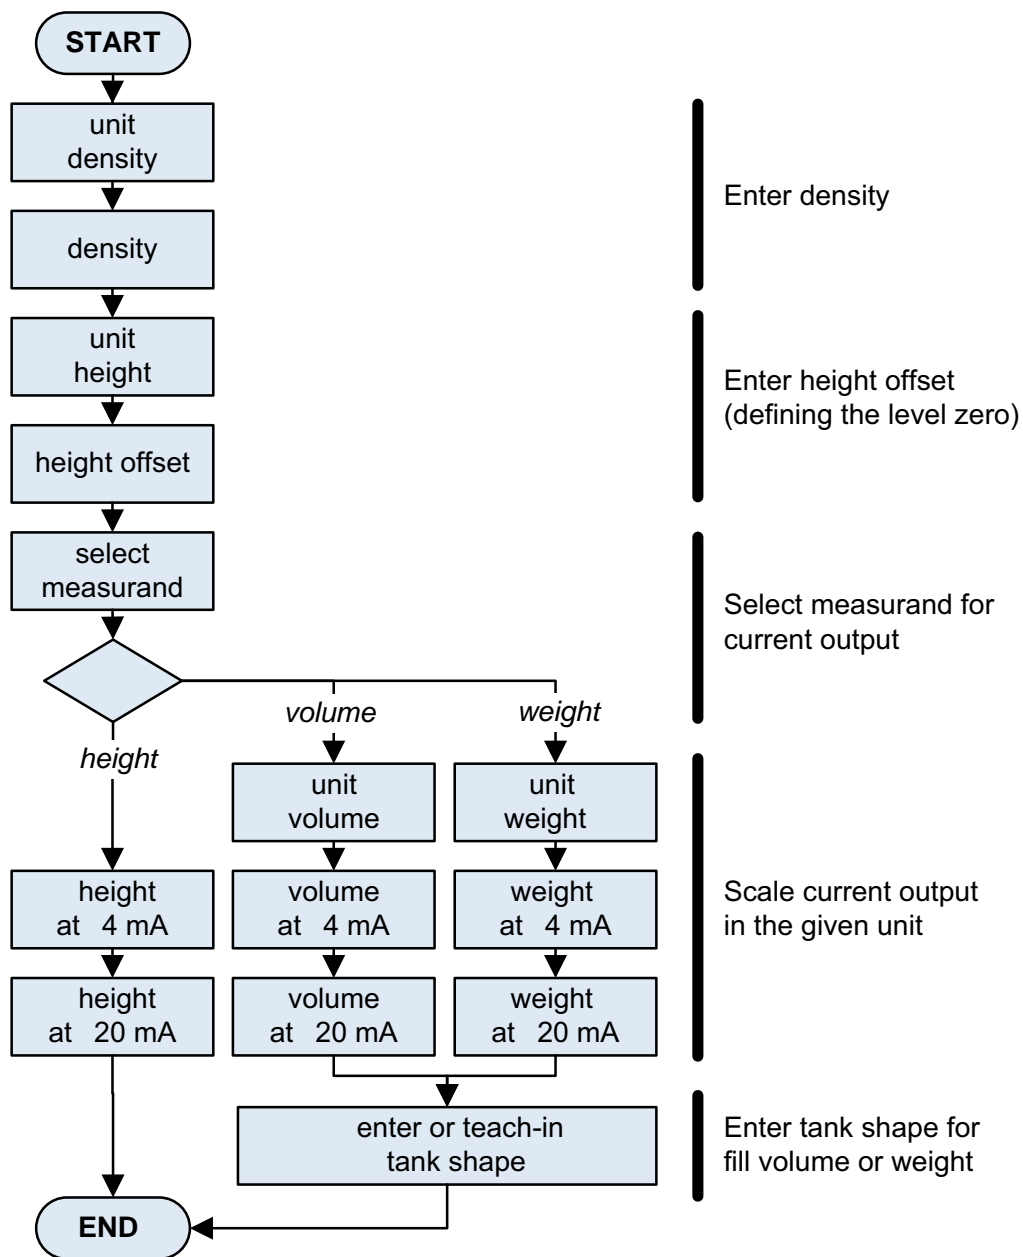 START
unit
density
density
Enter density
unit
height
height offset
Enter height offset
(defining the level zero)
select
measurand
Select measurand for
current output
height
volume
weight
unit
volume
unit
weight
height
at 4 mA
volume
at 4 mA
weight
at 4 mA
height
at 20 mA
volume
at 20 mA
weight
at 20 mA
Scale current output
in the given unit
enter or teach-in
tank shape
Enter tank shape for
fill volume or weight
END